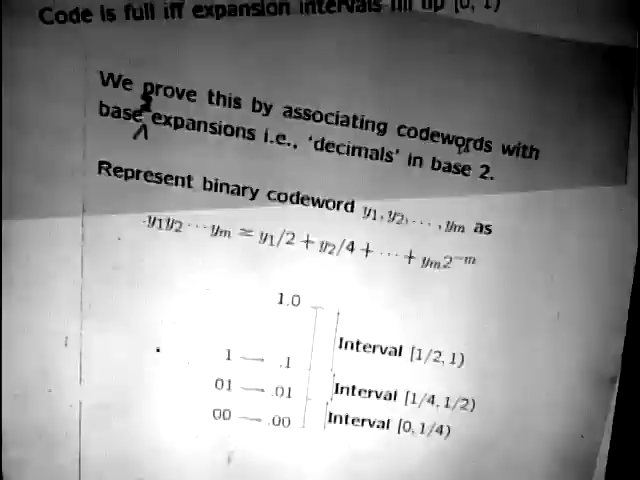 Code is full iff expansion intervals fill up [0, 1)
We prove this by associating codewords with
base 2 expansions i.e., 'decimals' in base 2.
Represent binary codeword y₁, y₂, ⋯ , yₘ as
.y₁y₂ ⋯ yₘ = y₁/2 + y₂/4 + ⋯ + yₘ2⁻ᵐ
1.0
Interval [1/2, 1)
1 — .1
01 — .01 Interval [1/4, 1/2)
00 — .00 Interval [0, 1/4)